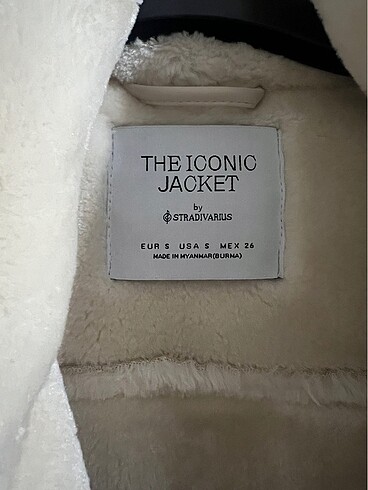 THE ICONIC
JACKET
by
STRADIVARIUS
EUR S USA S MEX 26
MADE IN MYANMAR(BURMA)